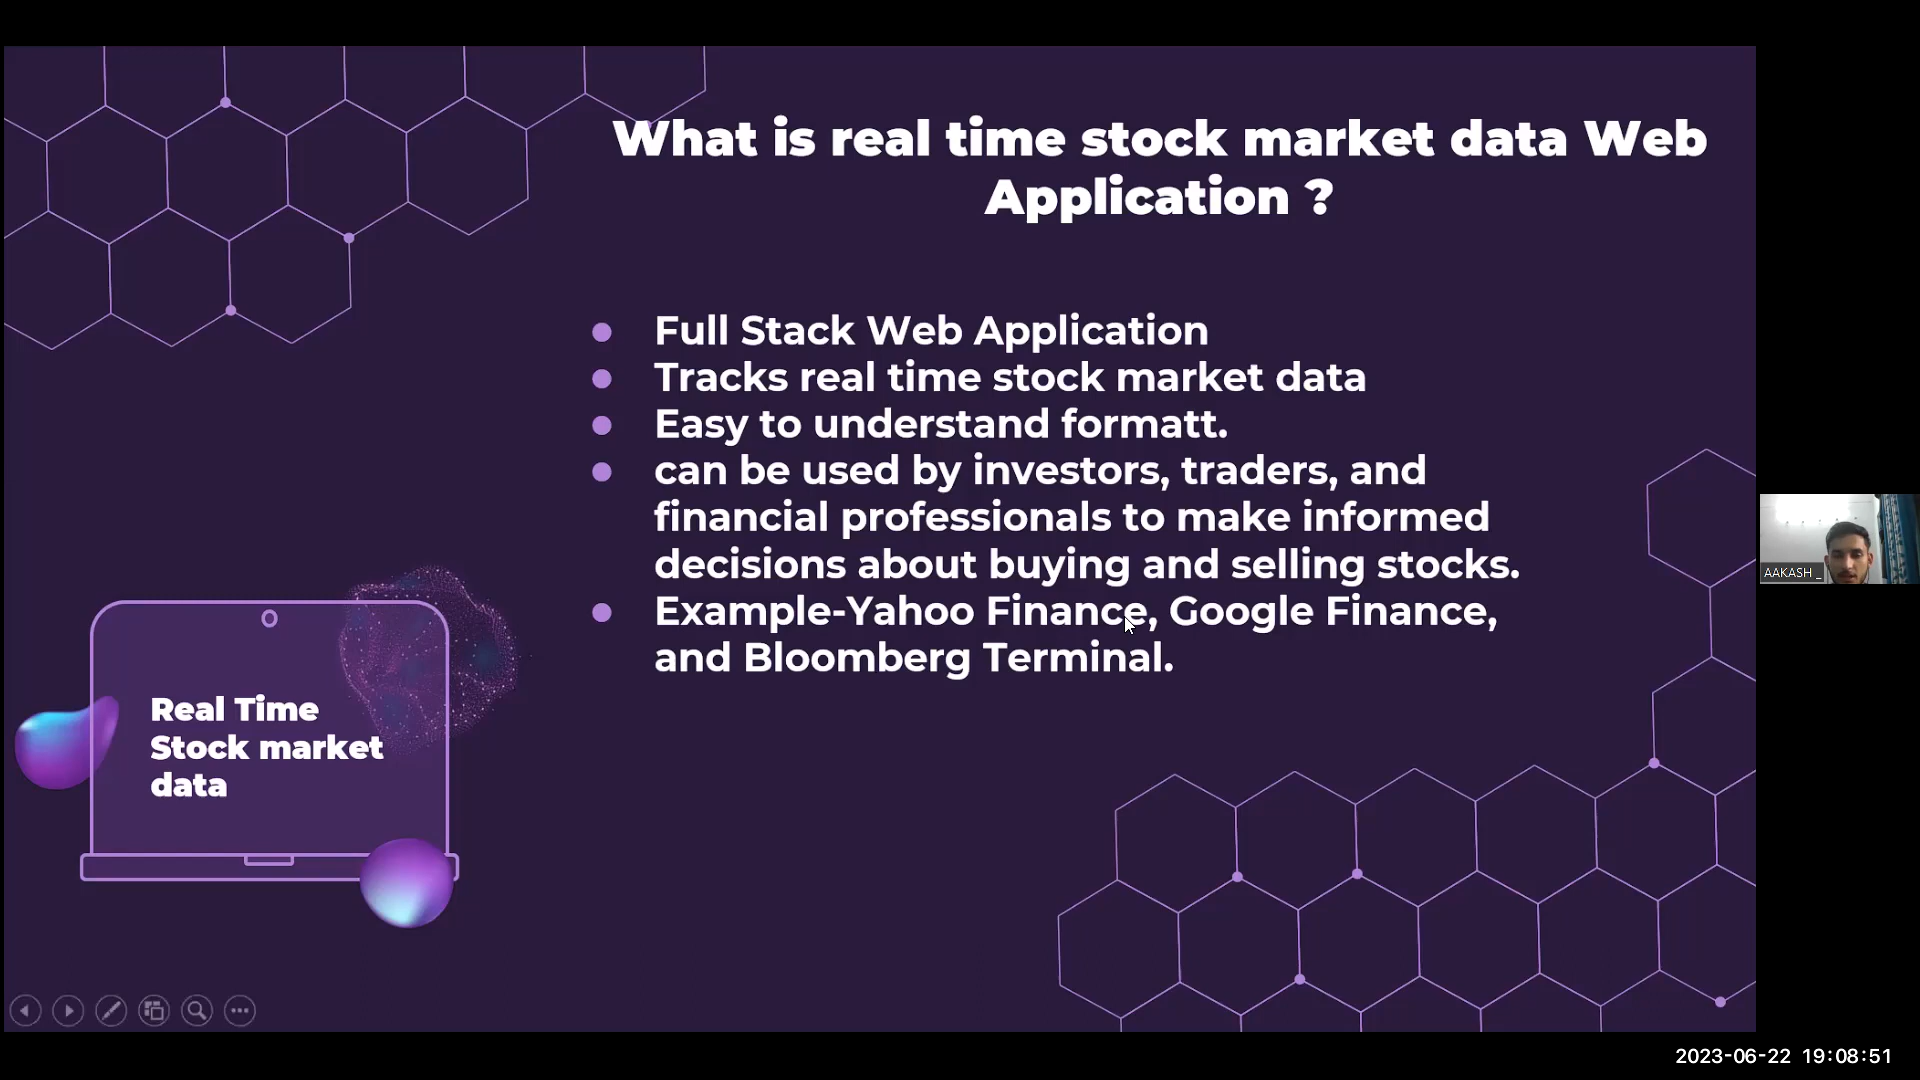 What is real time stock market data Web
Application ?
Full Stack Web Application
Tracks real time stock market data
Easy to understand formatt.
can be used by investors, traders, and
financial professionals to make informed
decisions about buying and selling stocks.
Example-Yahoo Finance, Google Finance,
and Bloomberg Terminal.
Real Time
Stock market
data
AAKASH _
2023-06-22 19:08:51